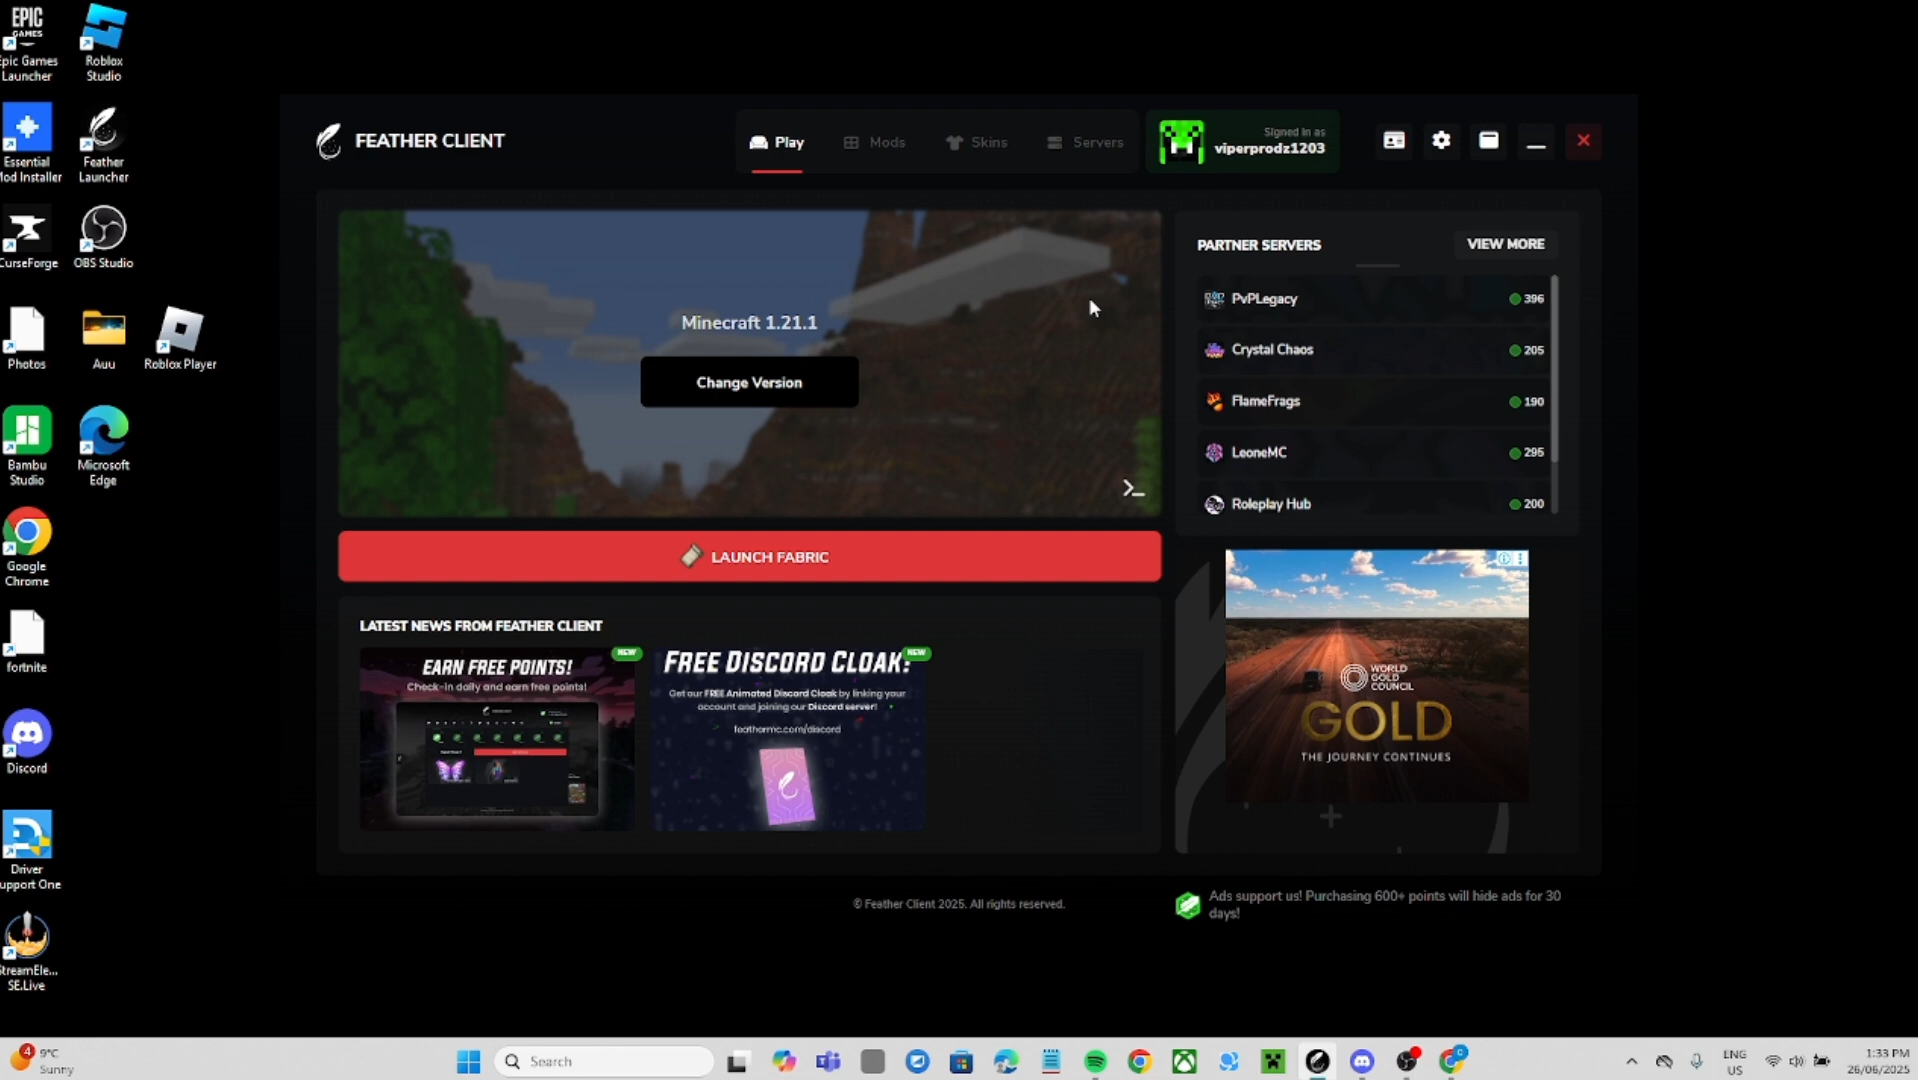 EPIC
GAMES
Epic Games
Launcher
Roblox
Studio
Essential
Mod Installer
Feather
Launcher
CurseForge
OBS Studio
Photos
Auu
Roblox Player
Bambu
Studio
Microsoft
Edge
Google
Chrome
fortnite
Discord
Driver
Support One
StreamEle...
SE.Live
FEATHER CLIENT
Play
Mods
Skins
Servers
Signed in as
viperprodz1203
Minecraft 1.21.1
Change Version
LAUNCH FABRIC
PARTNER SERVERS
VIEW MORE
PvPLegacy
396
Crystal Chaos
205
FlameFrags
190
LeoneMC
295
Roleplay Hub
200
LATEST NEWS FROM FEATHER CLIENT
NEW
EARN FREE POINTS!
Check-in daily and earn free points!
NEW
FREE DISCORD CLOAK!
Get our FREE Animated Discord Cloak by linking your
account and joining our Discord server!
feathermc.com/discord
WORLD
GOLD
COUNCIL
GOLD
THE JOURNEY CONTINUES
© Feather Client 2025. All rights reserved.
Ads support us! Purchasing 600+ points will hide ads for 30
days!
4
9°C
Sunny
Search
ENG
US
1:33 PM
26/06/2025